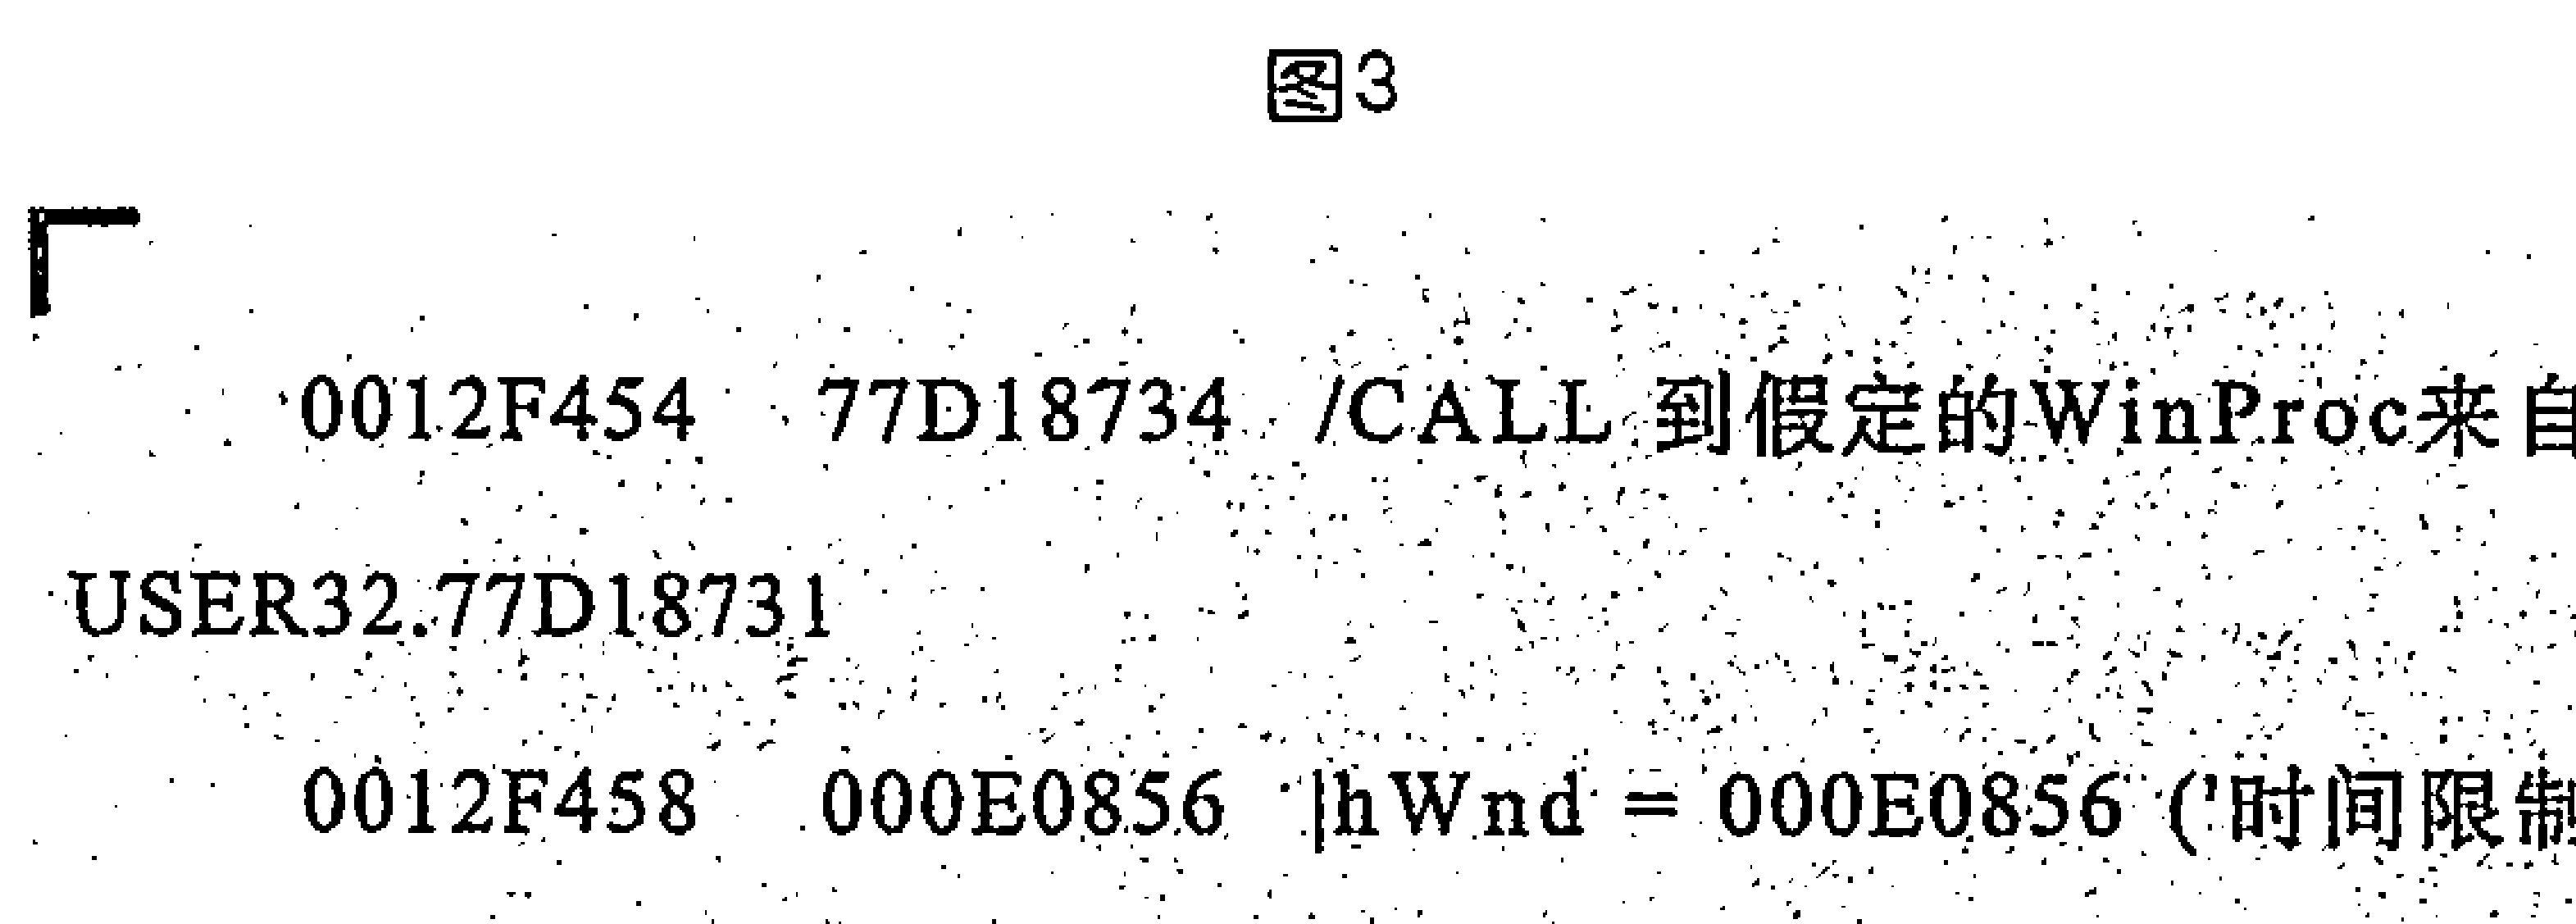 图3
0012F454 77D18734 /CALL 到假定的WinProc来自
USER32.77D18731
0012F458 000E0856 |hWnd = 000E0856 ('时间限制